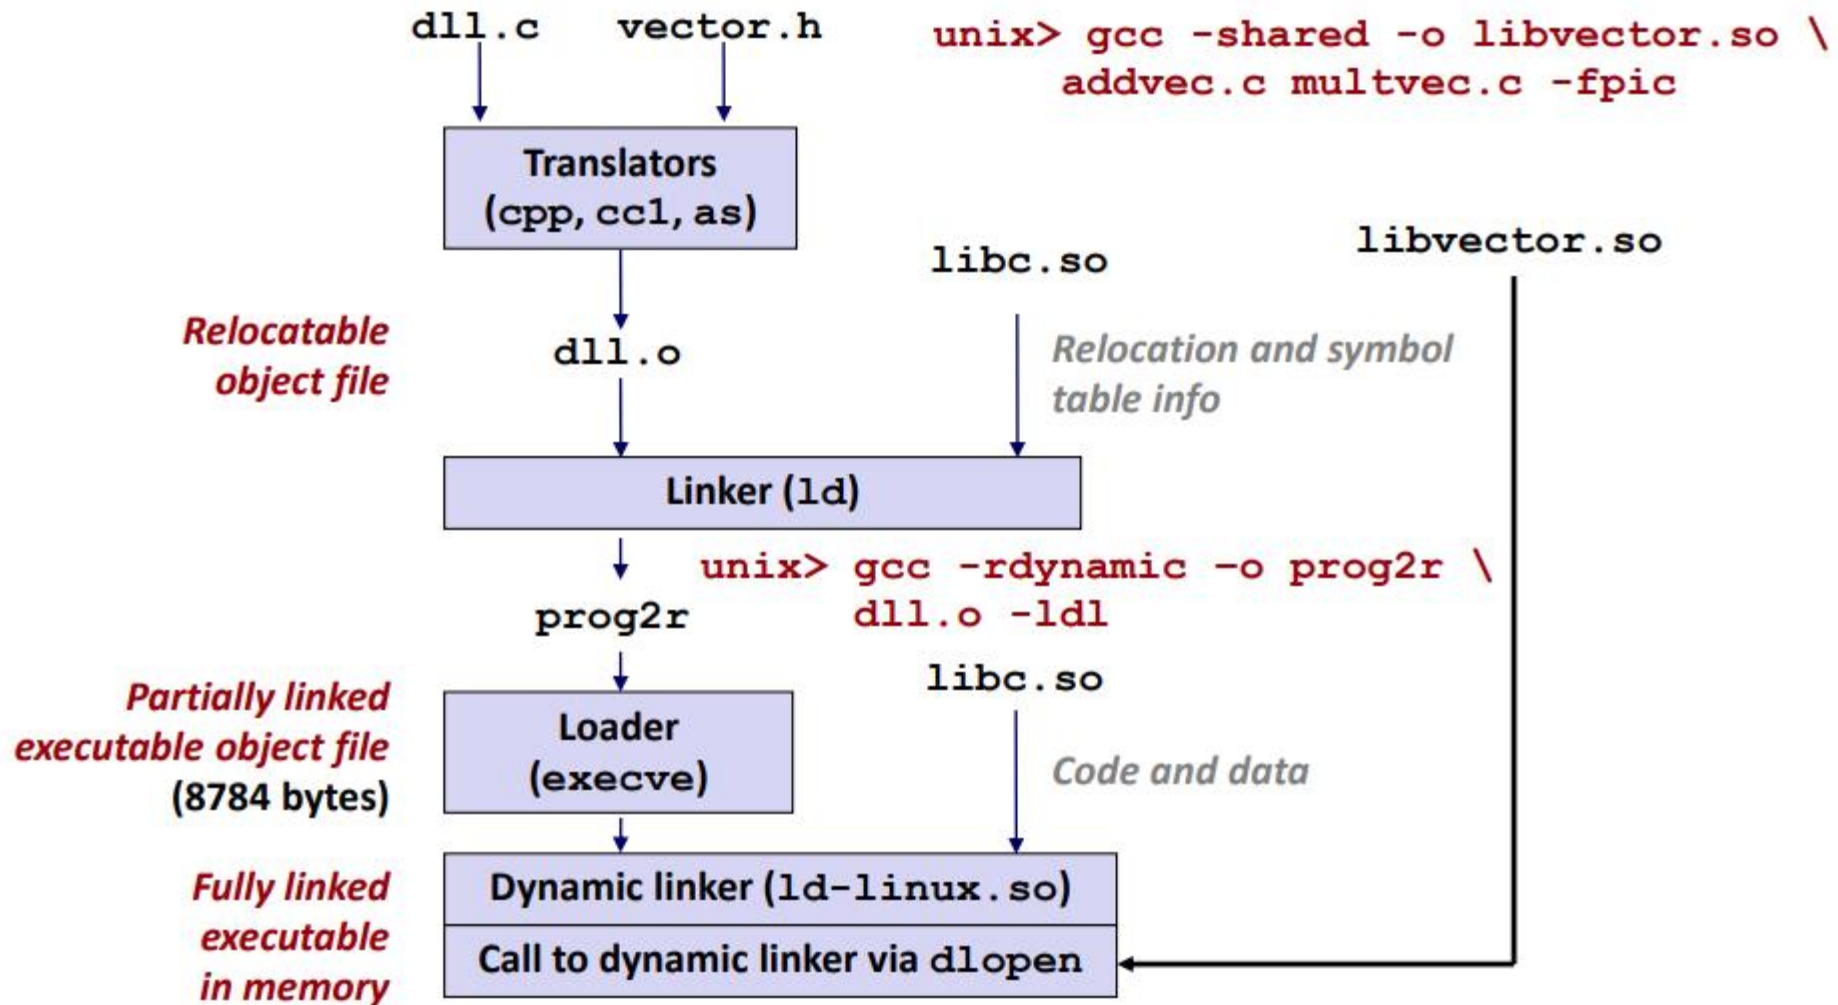 dll.c vector.h
unix> gcc -shared -o libvector.so \
addvec.c multvec.c -fpic
Translators
(cpp, cc1, as)
libc.so
libvector.so
Relocatable
object file
dll.o
Relocation and symbol
table info
Linker (ld)
unix> gcc -rdynamic –o prog2r \
dll.o -ldl
prog2r
libc.so
Partially linked
executable object file
(8784 bytes)
Loader
(execve)
Code and data
Fully linked
executable
in memory
Dynamic linker (ld-linux.so)
Call to dynamic linker via dlopen